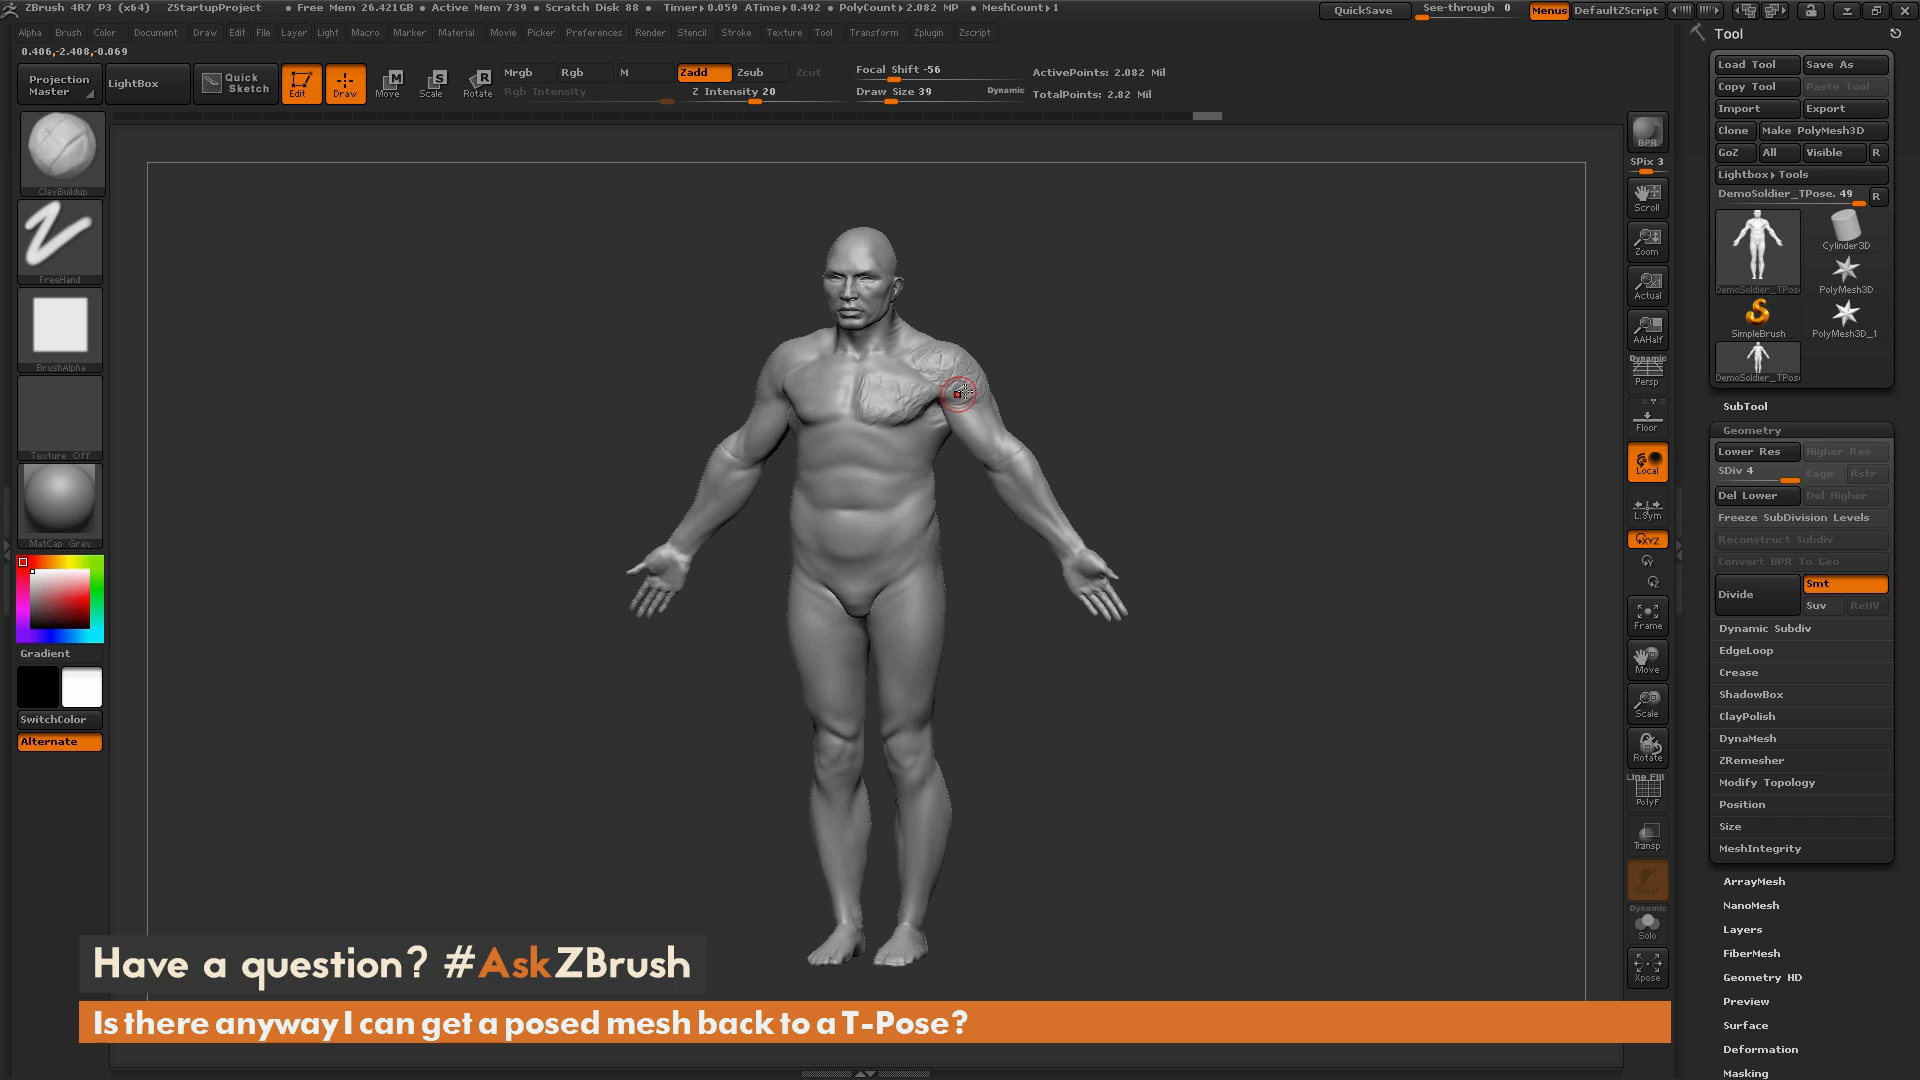 ZBrush 4R7 P3 (x64) ZStartupProject • Free Mem 26.421GB • Active Mem 739 • Scratch Disk 88 • Timer▸0.059 ATime▸0.492 • PolyCount▸2.082 MP • MeshCount▸1 QuickSave See-through 0 Menus DefaultZScript
Alpha Brush Color Document Draw Edit File Layer Light Macro Marker Material Movie Picker Preferences Render Stencil Stroke Texture Tool Transform Zplugin Zscript
0.406,-2.408,-0.069
Projection Master
LightBox
Quick Sketch
Edit
Draw
Move
Scale
Rotate
Mrgb Rgb M Zadd Zsub Zcut
Rgb Intensity Z Intensity 20
Focal Shift -56
Draw Size 39 Dynamic
ActivePoints: 2.082 Mil
TotalPoints: 2.82 Mil
ClayBuildup
FreeHand
BrushAlpha
Texture Off
MatCap Gray
Gradient
SwitchColor
Alternate
BPR
SPix 3
Scroll
Zoom
Actual
AAHalf
Dynamic
Persp
Floor
Local
L.Sym
XYZ
Y
Z
Frame
Move
Scale
Rotate
Line Fill
PolyF
Transp
Ghost
Dynamic
Solo
Xpose
Tool
Load Tool Save As
Copy Tool Paste Tool
Import Export
Clone Make PolyMesh3D
GoZ All Visible R
Lightbox▸Tools
DemoSoldier_TPose. 49 R
Cylinder3D
DemoSoldier_TPose PolyMesh3D
SimpleBrush PolyMesh3D_1
DemoSoldier_TPose
SubTool
Geometry
Lower Res Higher Res
SDiv 4 Cage Rstr
Del Lower Del Higher
Freeze SubDivision Levels
Reconstruct Subdiv
Convert BPR To Geo
Divide Smt
Suv ReUV
Dynamic Subdiv
EdgeLoop
Crease
ShadowBox
ClayPolish
DynaMesh
ZRemesher
Modify Topology
Position
Size
MeshIntegrity
ArrayMesh
NanoMesh
Layers
FiberMesh
Geometry HD
Preview
Surface
Deformation
Masking
Have a question? #AskZBrush
Is there anyway I can get a posed mesh back to a T-Pose?